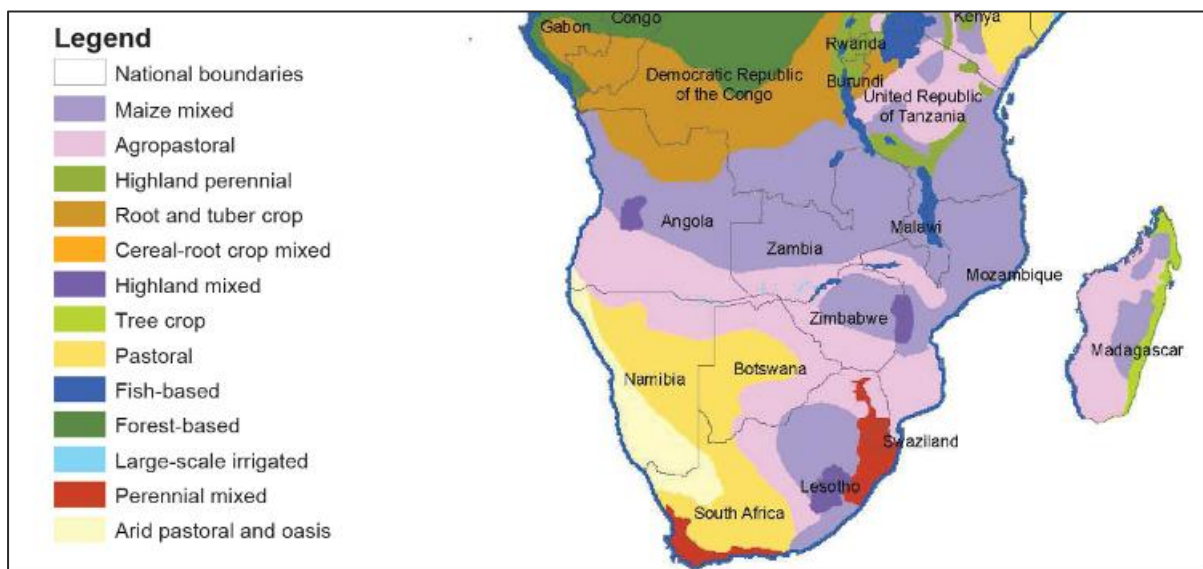 Legend
National boundaries
Maize mixed
Agropastoral
Highland perennial
Root and tuber crop
Cereal-root crop mixed
Highland mixed
Tree crop
Pastoral
Fish-based
Forest-based
Large-scale irrigated
Perennial mixed
Arid pastoral and oasis
Congo
Kenya
Gabon
Rwanda
Democratic Republic
of the Congo
Burundi
United Republic
of Tanzania
Angola
Malawi
Zambia
Mozambique
Zimbabwe
Madagascar
Namibia
Botswana
Swaziland
Lesotho
South Africa